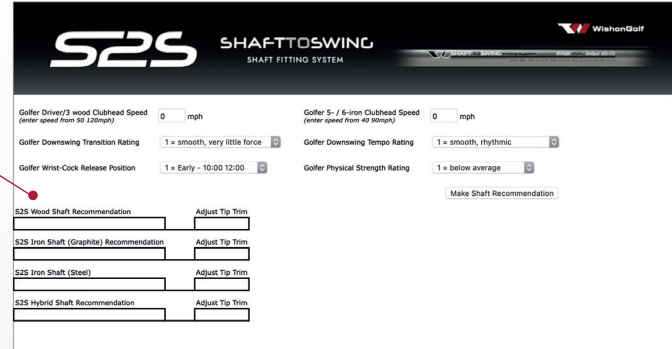 S2S
SHAFTTOSWING
SHAFT FITTING SYSTEM
WishonGolf
SHAFT TO SWING
Golfer Driver/3 wood Clubhead Speed
(enter speed from 50 120mph)
0 mph
Golfer 5- / 6-iron Clubhead Speed
(enter speed from 40 90mph)
0 mph
Golfer Downswing Transition Rating
1 = smooth, very little force
Golfer Downswing Tempo Rating
1 = smooth, rhythmic
Golfer Wrist-Cock Release Position
1 = Early - 10:00 12:00
Golfer Physical Strength Rating
1 = below average
Make Shaft Recommendation
S2S Wood Shaft Recommendation Adjust Tip Trim
S2S Iron Shaft (Graphite) Recommendation Adjust Tip Trim
S2S Iron Shaft (Steel) Adjust Tip Trim
S2S Hybrid Shaft Recommendation Adjust Tip Trim